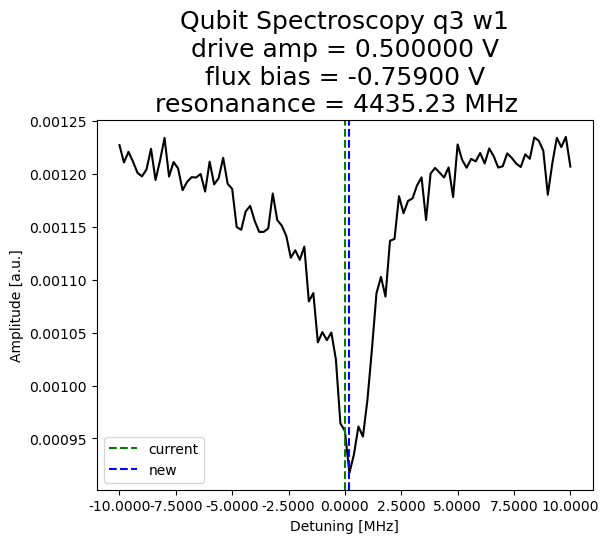 Qubit Spectroscopy q3 w1
drive amp = 0.500000 V
flux bias = -0.75900 V
resonanance = 4435.23 MHz
0.00125
0.00120
0.00115
0.00110
0.00105
0.00100
0.00095
Amplitude [a.u.]
current
new
-10.0000 -7.5000 -5.0000 -2.5000 0.0000 2.5000 5.0000 7.5000 10.0000
Detuning [MHz]